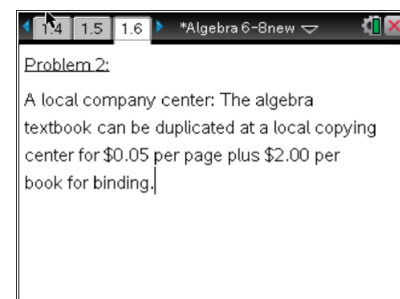 1.4 1.5 1.6 *Algebra 6-8new
Problem 2:
A local company center: The algebra
textbook can be duplicated at a local copying
center for $0.05 per page plus $2.00 per
book for binding.